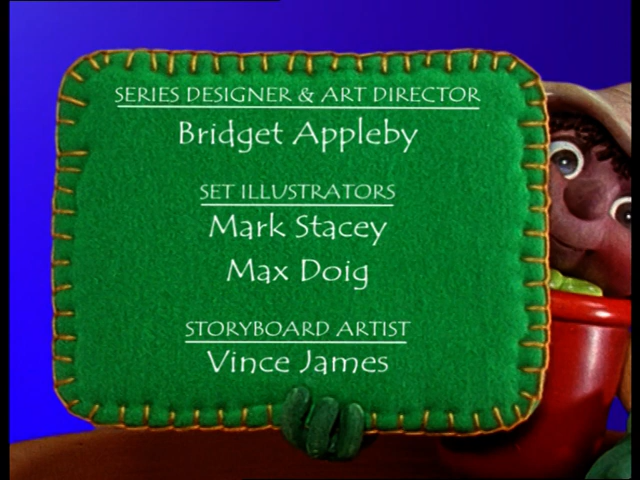 SERIES DESIGNER & ART DIRECTOR
Bridget Appleby
SET ILLUSTRATORS
Mark Stacey
Max Doig
STORYBOARD ARTIST
Vince James